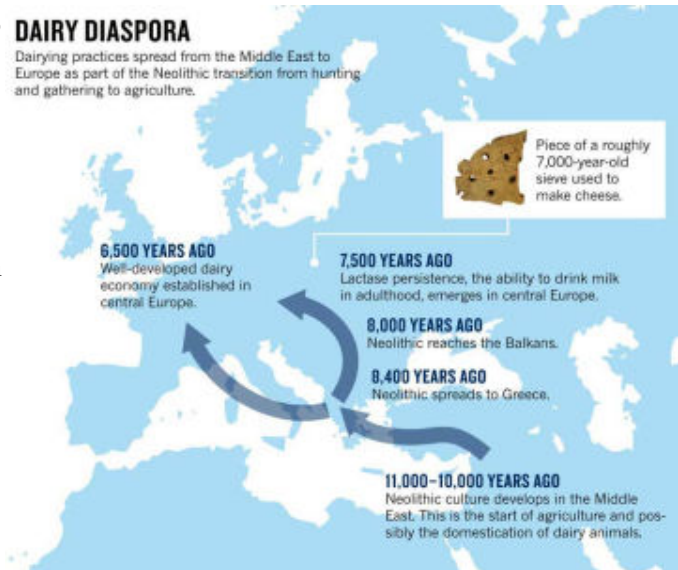 DAIRY DIASPORA
Dairying practices spread from the Middle East to
Europe as part of the Neolithic transition from hunting
and gathering to agriculture.
Piece of a roughly
7,000-year-old
sieve used to
make cheese.
6,500 YEARS AGO
Well-developed dairy
economy established in
central Europe.
7,500 YEARS AGO
Lactase persistence, the ability to drink milk
in adulthood, emerges in central Europe.
8,000 YEARS AGO
Neolithic reaches the Balkans.
8,400 YEARS AGO
Neolithic spreads to Greece.
11,000–10,000 YEARS AGO
Neolithic culture develops in the Middle
East. This is the start of agriculture and pos-
sibly the domestication of dairy animals.